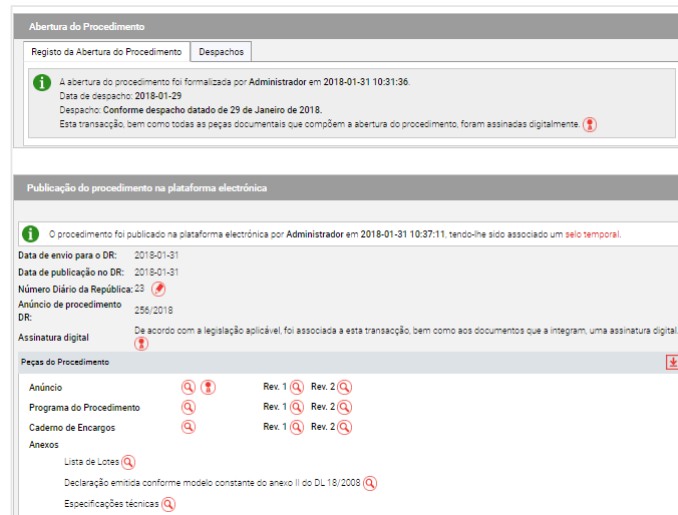 Abertura do Procedimento
Registo da Abertura do Procedimento Despachos
A abertura do procedimento foi formalizada por Administrador em 2018-01-31 10:31:36.
Data de despacho: 2018-01-29
Despacho: Conforme despacho datado de 29 de Janeiro de 2018.
Esta transacção, bem como todas as peças documentais que compõem a abertura do procedimento, foram assinadas digitalmente.
Publicação do procedimento na plataforma electrónica
O procedimento foi publicado na plataforma electrónica por Administrador em 2018-01-31 10:37:11, tendo-lhe sido associado um selo temporal.
Data de envio para o DR: 2018-01-31
Data de publicação no DR: 2018-01-31
Número Diário da República: 23
Anúncio de procedimento
DR: 256/2018
Assinatura digital De acordo com a legislação aplicável, foi associada a esta transacção, bem como aos documentos que a integram, uma assinatura digital.
Peças do Procedimento
Anúncio Rev. 1 Rev. 2
Programa do Procedimento Rev. 1 Rev. 2
Caderno de Encargos Rev. 1 Rev. 2
Anexos
Lista de Lotes
Declaração emitida conforme modelo constante do anexo II do DL 18/2008
Especificações técnicas